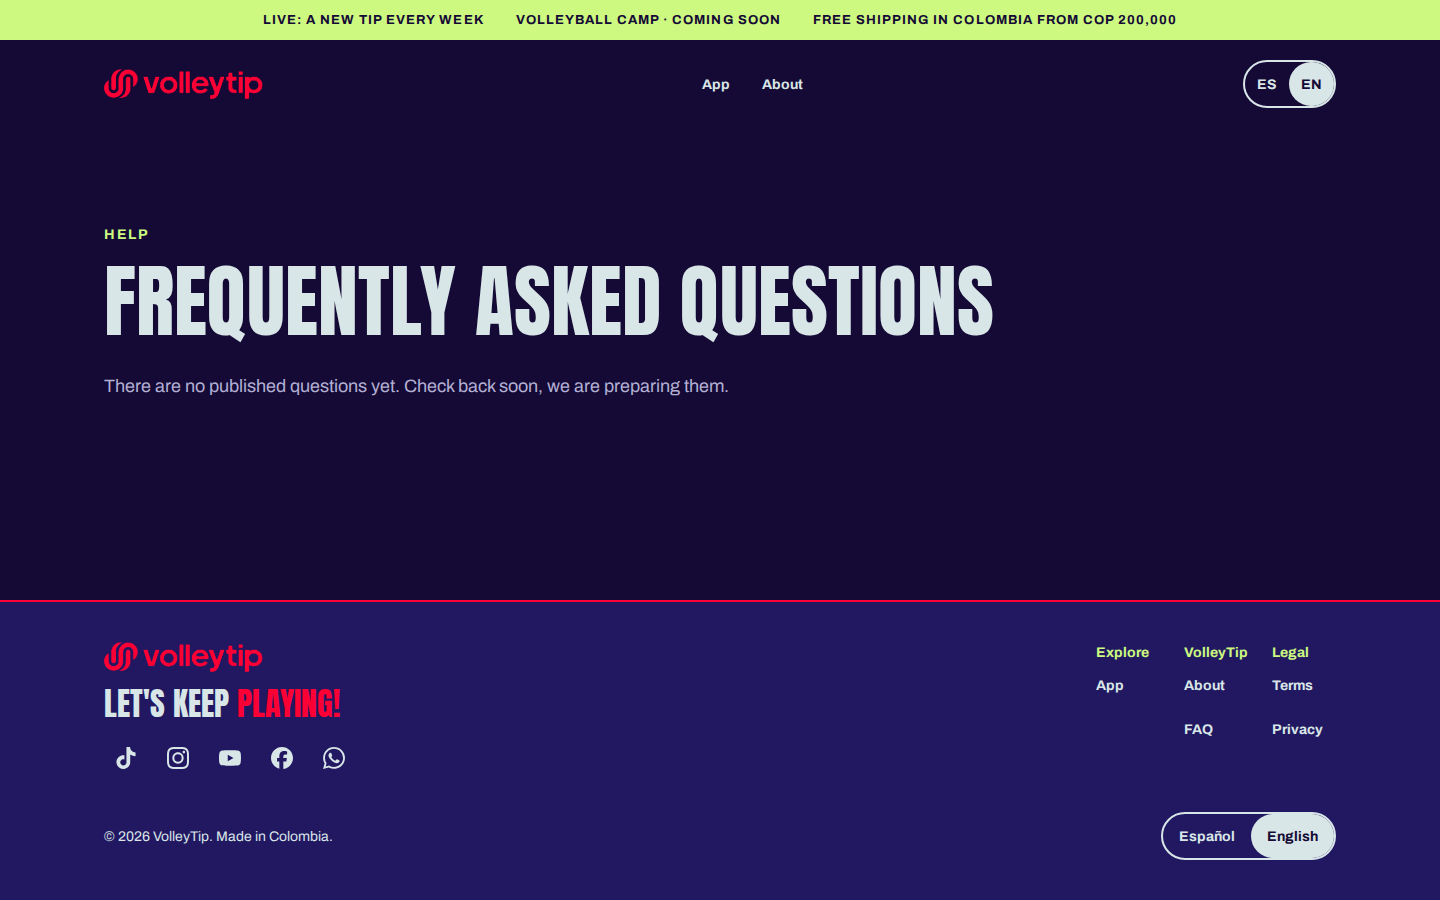 LIVE: A NEW TIP EVERY WEEK VOLLEYBALL CAMP · COMING SOON FREE SHIPPING IN COLOMBIA FROM COP 200,000
volleytip App About ES EN
HELP
FREQUENTLY ASKED QUESTIONS
There are no published questions yet. Check back soon, we are preparing them.
volleytip
LET'S KEEP PLAYING!
Explore VolleyTip Legal
App About Terms
FAQ Privacy
© 2026 VolleyTip. Made in Colombia.
Español English